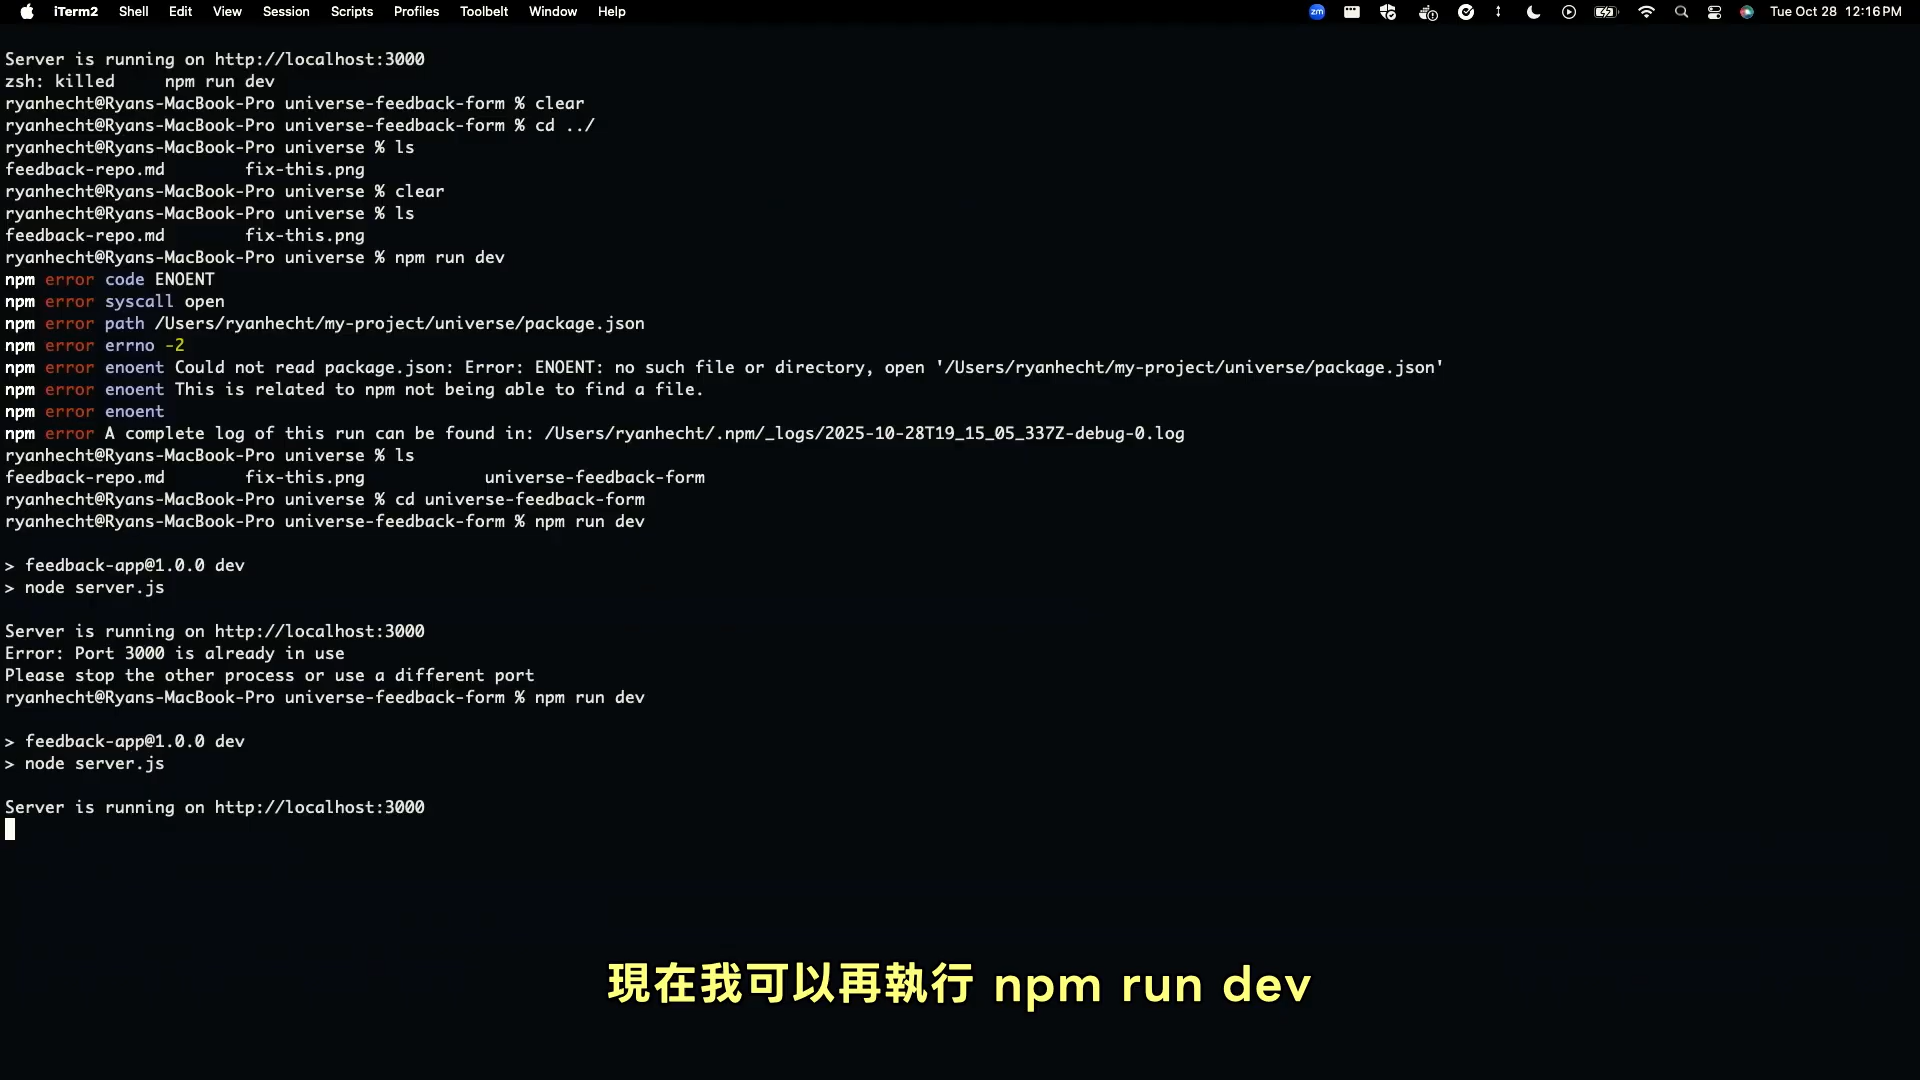 iTerm2 Shell Edit View Session Scripts Profiles Toolbelt Window Help zm Tue Oct 28 12:16 PM
Server is running on http://localhost:3000
zsh: killed     npm run dev
ryanhecht@Ryans-MacBook-Pro universe-feedback-form % clear
ryanhecht@Ryans-MacBook-Pro universe-feedback-form % cd ../
ryanhecht@Ryans-MacBook-Pro universe % ls
feedback-repo.md        fix-this.png
ryanhecht@Ryans-MacBook-Pro universe % clear
ryanhecht@Ryans-MacBook-Pro universe % ls
feedback-repo.md        fix-this.png
ryanhecht@Ryans-MacBook-Pro universe % npm run dev
npm error code ENOENT
npm error syscall open
npm error path /Users/ryanhecht/my-project/universe/package.json
npm error errno -2
npm error enoent Could not read package.json: Error: ENOENT: no such file or directory, open '/Users/ryanhecht/my-project/universe/package.json'
npm error enoent This is related to npm not being able to find a file.
npm error enoent
npm error A complete log of this run can be found in: /Users/ryanhecht/.npm/_logs/2025-10-28T19_15_05_337Z-debug-0.log
ryanhecht@Ryans-MacBook-Pro universe % ls
feedback-repo.md        fix-this.png            universe-feedback-form
ryanhecht@Ryans-MacBook-Pro universe % cd universe-feedback-form
ryanhecht@Ryans-MacBook-Pro universe-feedback-form % npm run dev
> feedback-app@1.0.0 dev
> node server.js
Server is running on http://localhost:3000
Error: Port 3000 is already in use
Please stop the other process or use a different port
ryanhecht@Ryans-MacBook-Pro universe-feedback-form % npm run dev
> feedback-app@1.0.0 dev
> node server.js
Server is running on http://localhost:3000
現在我可以再執行 npm run dev